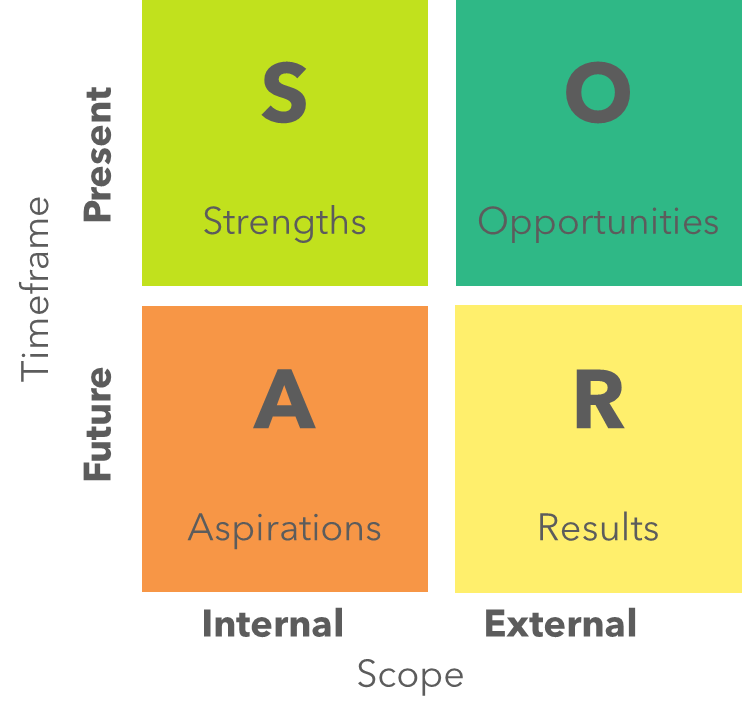 Timeframe
Present
S
Strengths
O
Opportunities
Future
A
Aspirations
R
Results
Internal
External
Scope